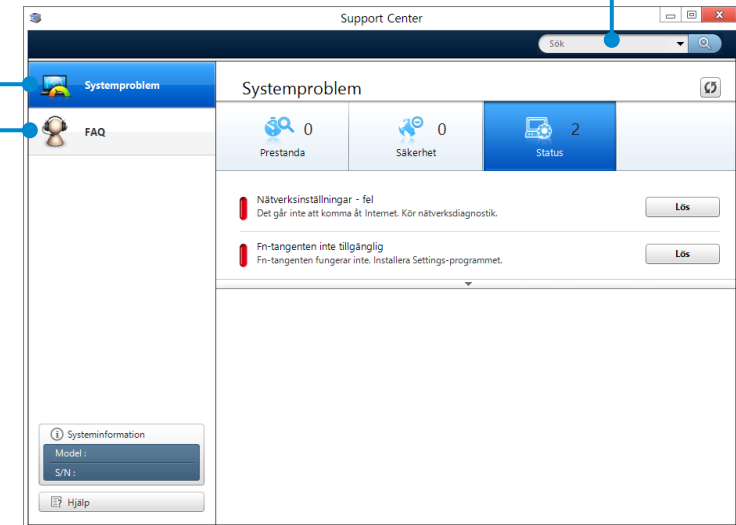 Support Center
Sök
Systemproblem
FAQ
Systemproblem
0
Prestanda
0
Säkerhet
2
Status
Nätverksinställningar - fel
Det går inte att komma åt Internet. Kör nätverksdiagnostik.
Lös
Fn-tangenten inte tillgänglig
Fn-tangenten fungerar inte. Installera Settings-programmet.
Lös
Systeminformation
Model :
S/N :
Hjälp